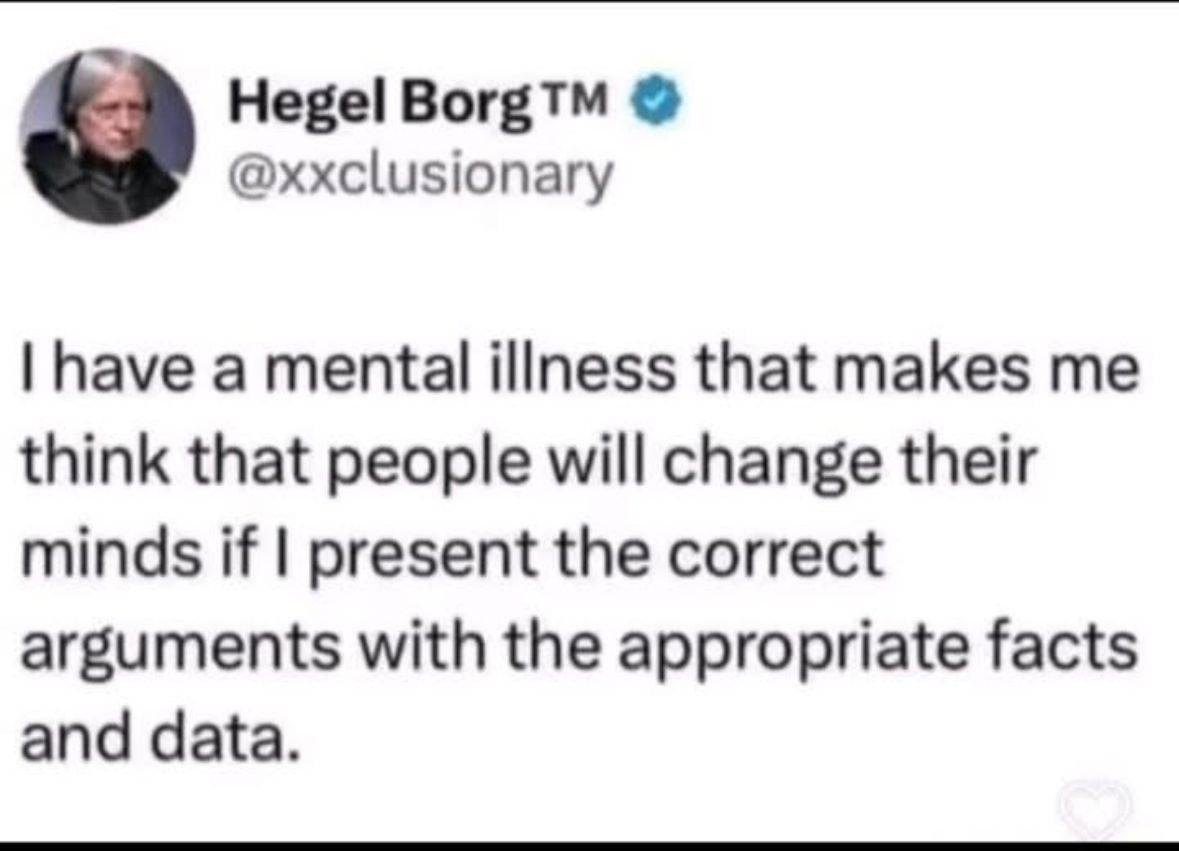 Hegel Borg TM
@xxclusionary
I have a mental illness that makes me
think that people will change their
minds if I present the correct
arguments with the appropriate facts
and data.